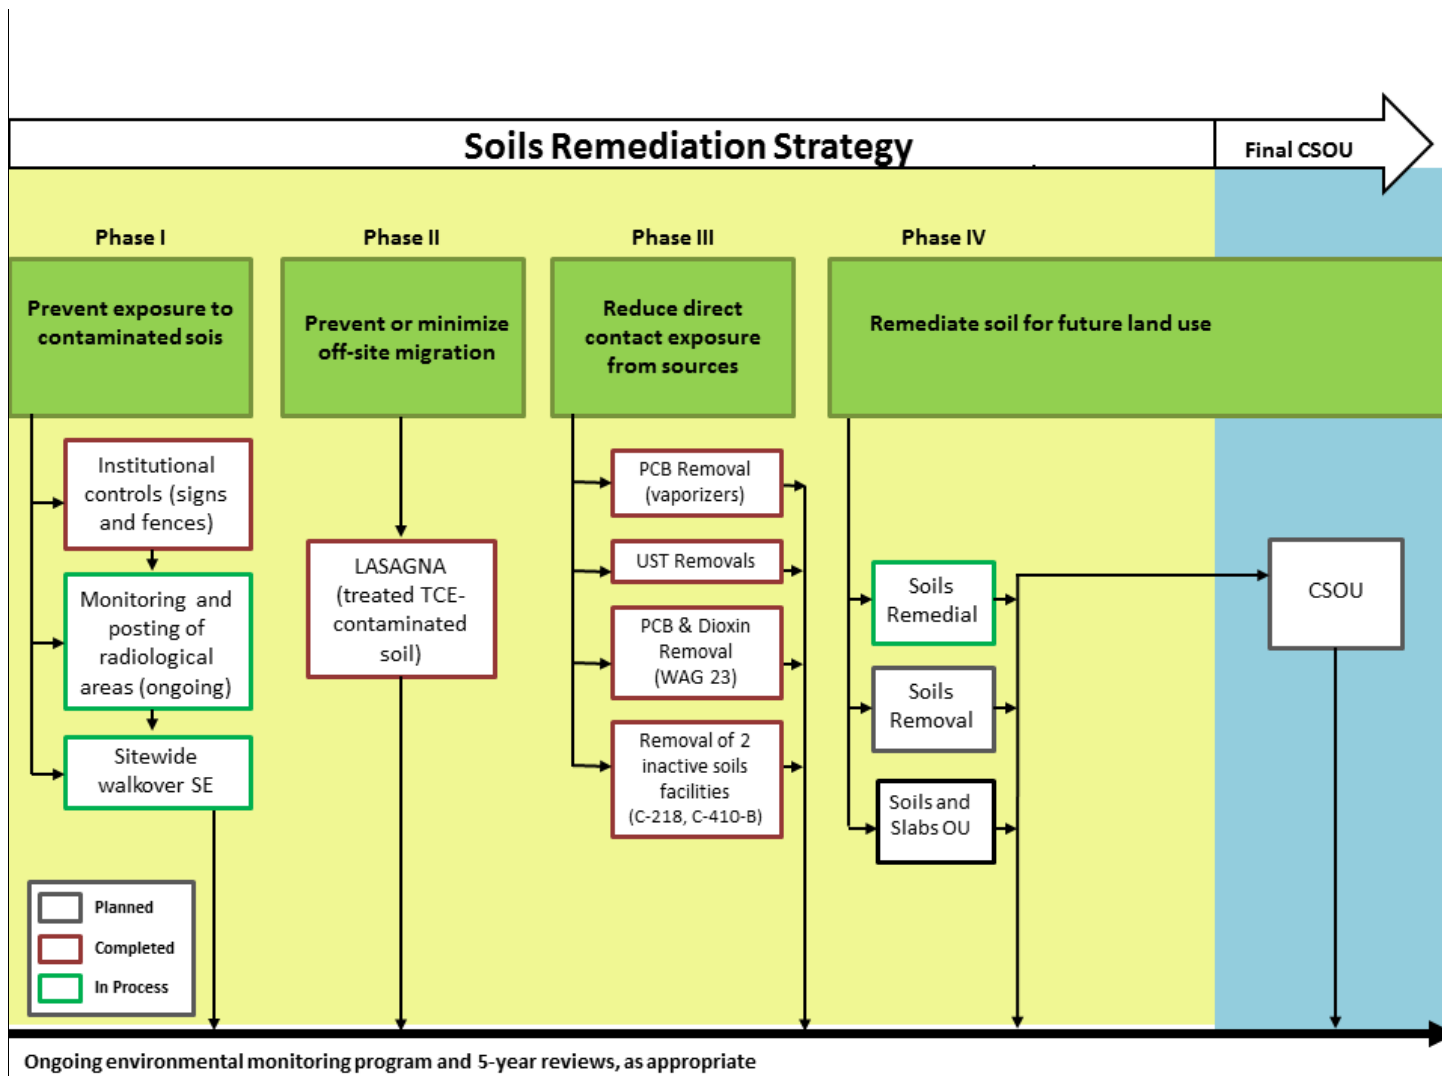 Soils Remediation Strategy
Final CSOU
Phase I
Phase II
Phase III
Phase IV
Prevent exposure to
contaminated sois
Prevent or minimize
off-site migration
Reduce direct
contact exposure
from sources
Remediate soil for future land use
Institutional
controls (signs
and fences)
Monitoring and
posting of
radiological
areas (ongoing)
Sitewide
walkover SE
LASAGNA
(treated TCE-
contaminated
soil)
PCB Removal
(vaporizers)
UST Removals
PCB & Dioxin
Removal
(WAG 23)
Removal of 2
inactive soils
facilities
(C-218, C-410-B)
Soils
Remedial
Soils
Removal
Soils and
Slabs OU
CSOU
Planned
Completed
In Process
Ongoing environmental monitoring program and 5-year reviews, as appropriate